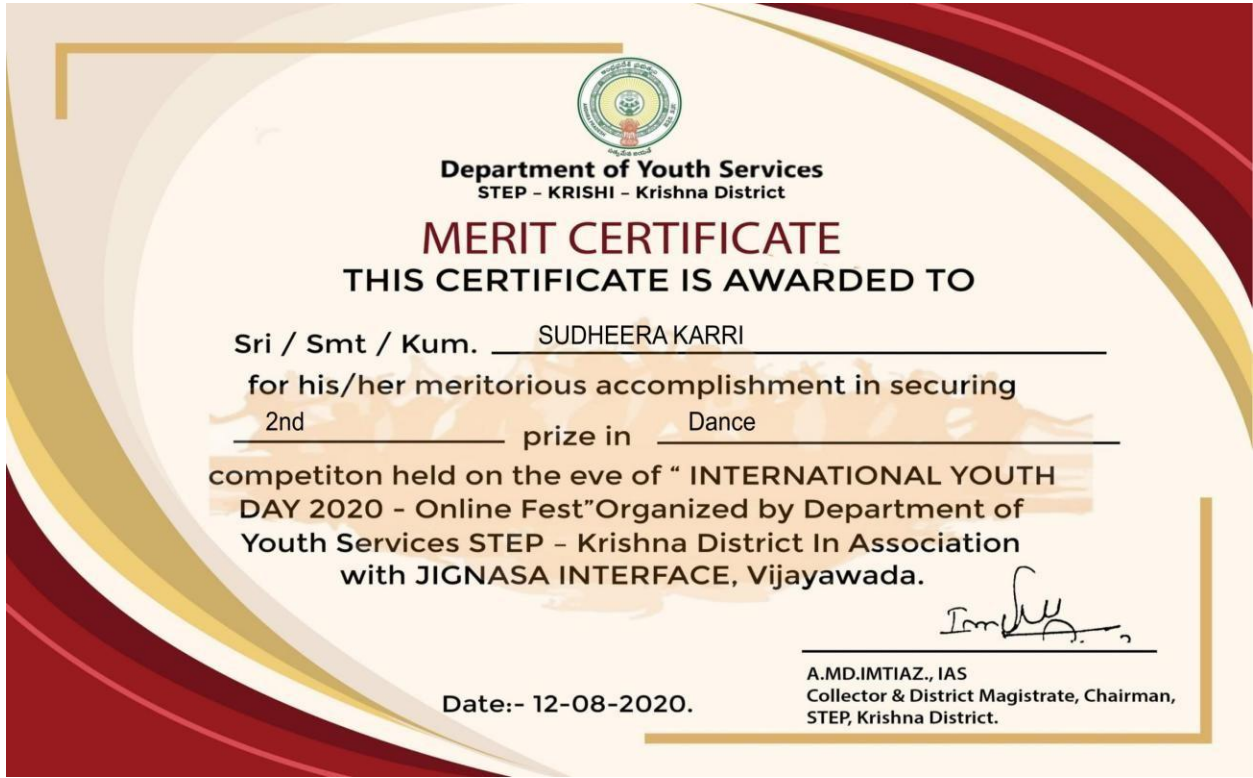 Department of Youth Services
STEP – KRISHI – Krishna District
MERIT CERTIFICATE
THIS CERTIFICATE IS AWARDED TO
Sri / Smt / Kum. SUDHEERA KARRI
for his/her meritorious accomplishment in securing
2nd prize in Dance
competiton held on the eve of “ INTERNATIONAL YOUTH
DAY 2020 - Online Fest”Organized by Department of
Youth Services STEP – Krishna District In Association
with JIGNASA INTERFACE, Vijayawada.
A.MD.IMTIAZ., IAS
Collector & District Magistrate, Chairman,
STEP, Krishna District.
Date:- 12-08-2020.